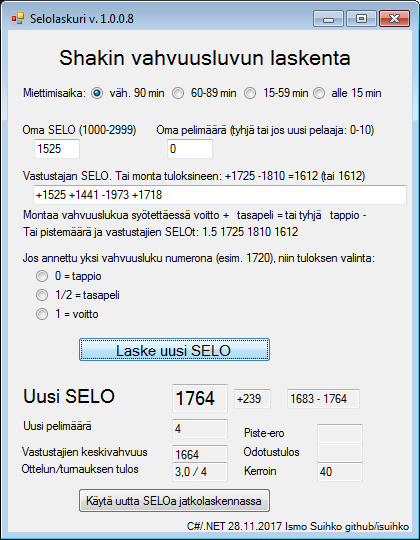 Selolaskuri v. 1.0.0.8
Shakin vahvuusluvun laskenta
Miettimisaika: väh. 90 min 60-89 min 15-59 min alle 15 min
Oma SELO (1000-2999) Oma pelimäärä (tyhjä tai jos uusi pelaaja: 0-10)
1525 0
Vastustajan SELO. Tai monta tuloksineen: +1725 -1810 =1612 (tai 1612)
+1525 +1441 -1973 +1718
Montaa vahvuuslukua syötettäessä voitto + tasapeli = tai tyhjä tappio -
Tai pistemäärä ja vastustajien SELOt: 1.5 1725 1810 1612
Jos annettu yksi vahvuusluku numerona (esim. 1720), niin tuloksen valinta:
0 = tappio
1/2 = tasapeli
1 = voitto
Laske uusi SELO
Uusi SELO 1764 +239 1683 - 1764
Uusi pelimäärä 4 Piste-ero
Vastustajien keskivahvuus 1664 Odotustulos
Ottelun/turnauksen tulos 3,0 / 4 Kerroin 40
Käytä uutta SELOa jatkolaskennassa
C#/.NET 28.11.2017 Ismo Suihko github/isuihko